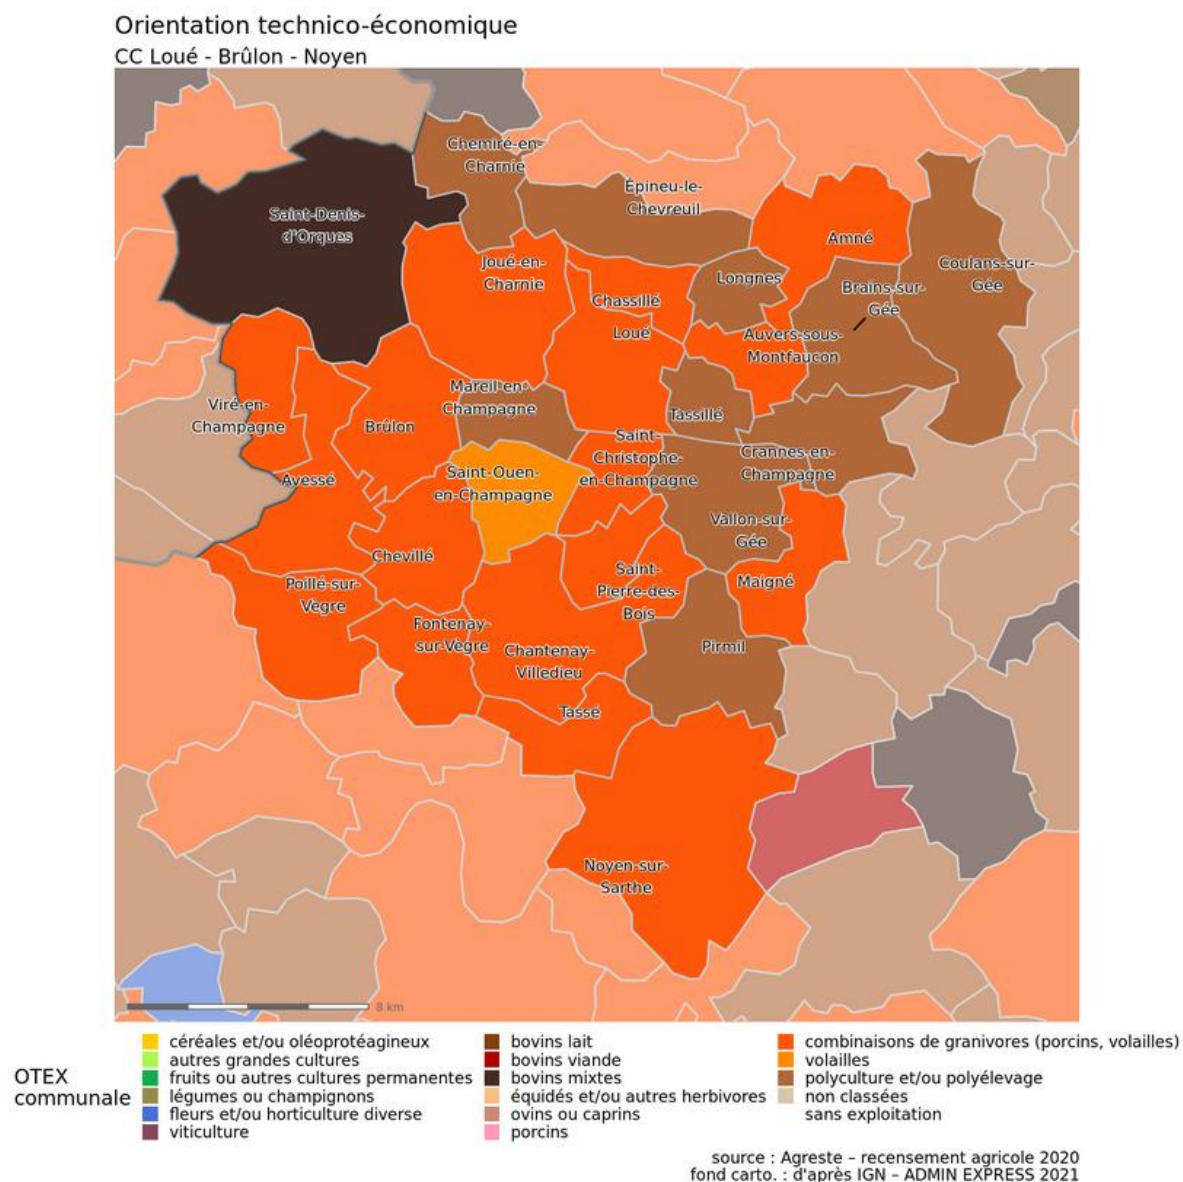 Orientation technico-économique
CC Loué - Brûlon - Noyen
Chemiré-en-
Charnie
Épineu-le-
Chevreuil
Saint-Denis-
d'Orques
Amné
Joué-en-
Charnie
Coulans-sur-
Gée
Longnes
Brains-sur-
Gée
Chassillé
Loué
Auvers-sous-
Montfaucon
Mareil-en-
Champagne
Viré-en-
Champagne
Brûlon
Tassillé
Saint-
Christophe-
en-Champagne
Crannes-en-
Champagne
Saint-Ouen-
en-Champagne
Avessé
Vallon-sur-
Gée
Chevillé
Saint-
Pierre-des-
Bois
Maigné
Poillé-sur-
Vègre
Fontenay-
sur-Vègre
Chantenay-
Villedieu
Pirmil
Tassé
Noyen-sur-
Sarthe
8 km
OTEX
communale
céréales et/ou oléoprotéagineux
autres grandes cultures
fruits ou autres cultures permanentes
légumes ou champignons
fleurs et/ou horticulture diverse
viticulture
bovins lait
bovins viande
bovins mixtes
équidés et/ou autres herbivores
ovins ou caprins
porcins
combinaisons de granivores (porcins, volailles)
volailles
polyculture et/ou polyélevage
non classées
sans exploitation
source : Agreste – recensement agricole 2020
fond carto. : d'après IGN – ADMIN EXPRESS 2021